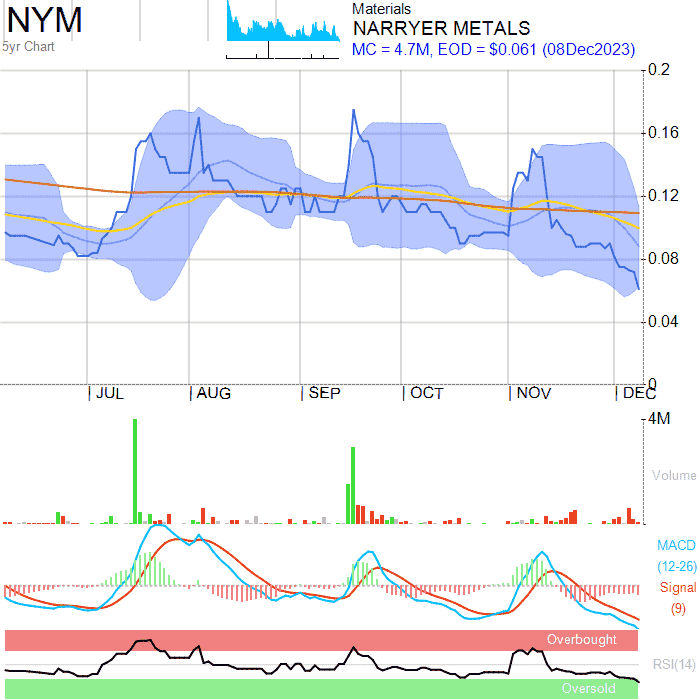 NYM
5yr Chart
Materials
NARRYER METALS
MC = 4.7M, EOD = $0.061 (08Dec2023)
0.2
0.16
0.12
0.08
0.04
0
JUL AUG SEP OCT NOV DEC
4M
Volume
MACD
(12-26)
Signal
(9)
Overbought
RSI(14)
Oversold